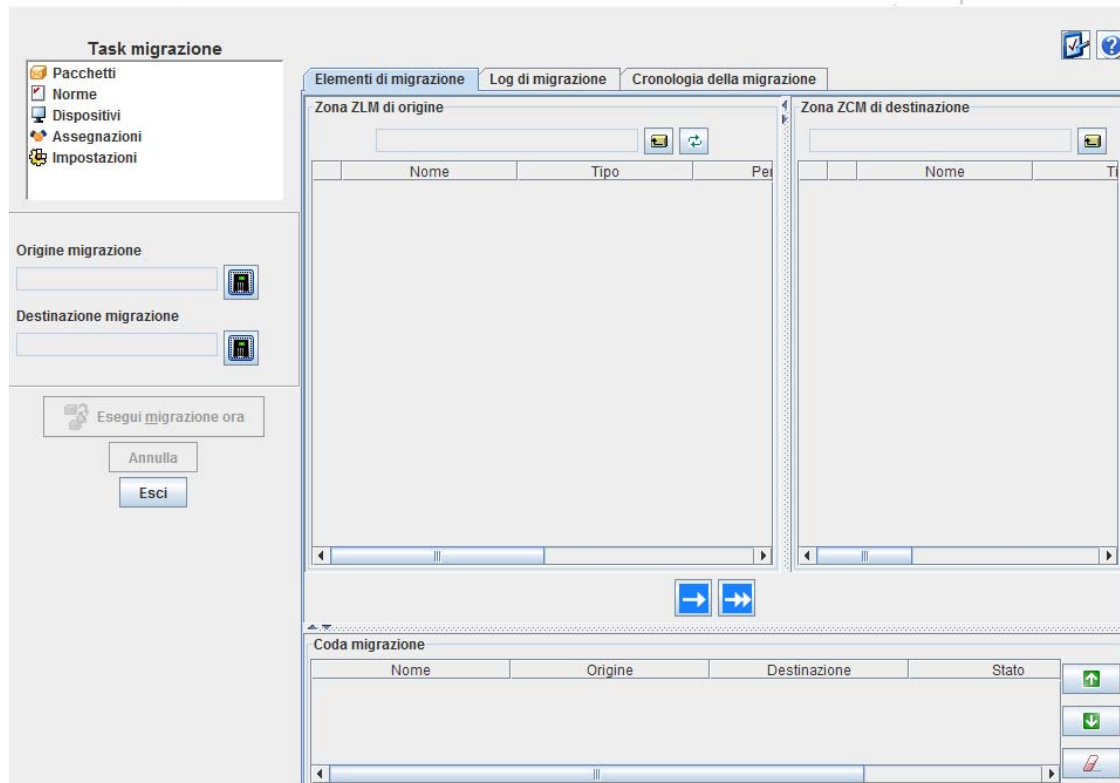 Task migrazione
Pacchetti
Norme
Dispositivi
Assegnazioni
Impostazioni
Origine migrazione
Destinazione migrazione
Esegui migrazione ora
Annulla
Esci
Elementi di migrazione Log di migrazione Cronologia della migrazione
Zona ZLM di origine
Nome Tipo Per
Zona ZCM di destinazione
Nome Ti
Coda migrazione
Nome Origine Destinazione Stato